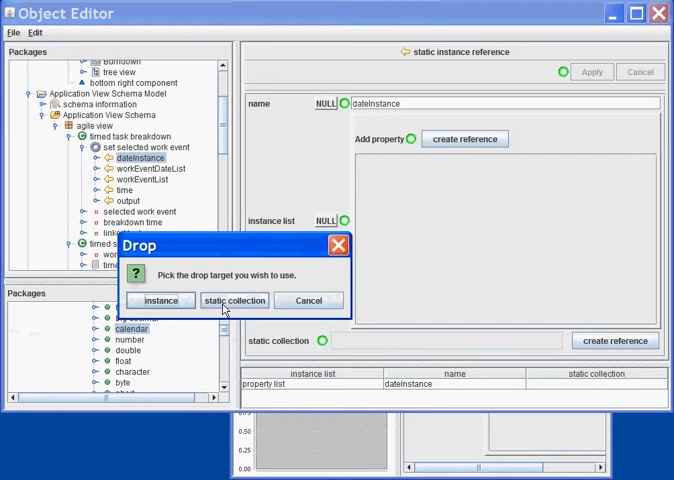 Object Editor
File Edit
Packages
Burndown
tree view
bottom right component
Application View Schema Model
schema information
Application View Schema
agile view
timed task breakdown
set selected work event
dateInstance
workEventDateList
workEventList
time
output
selected work event
breakdown time
timed s
static instance reference
Apply Cancel
name NULL dateInstance
Add property create reference
instance list NULL
static collection create reference
Drop
Pick the drop target you wish to use.
instance static collection Cancel
Packages
calendar
number
double
float
character
byte
instance list name static collection
property list dateInstance
0.50
0.25
0.00